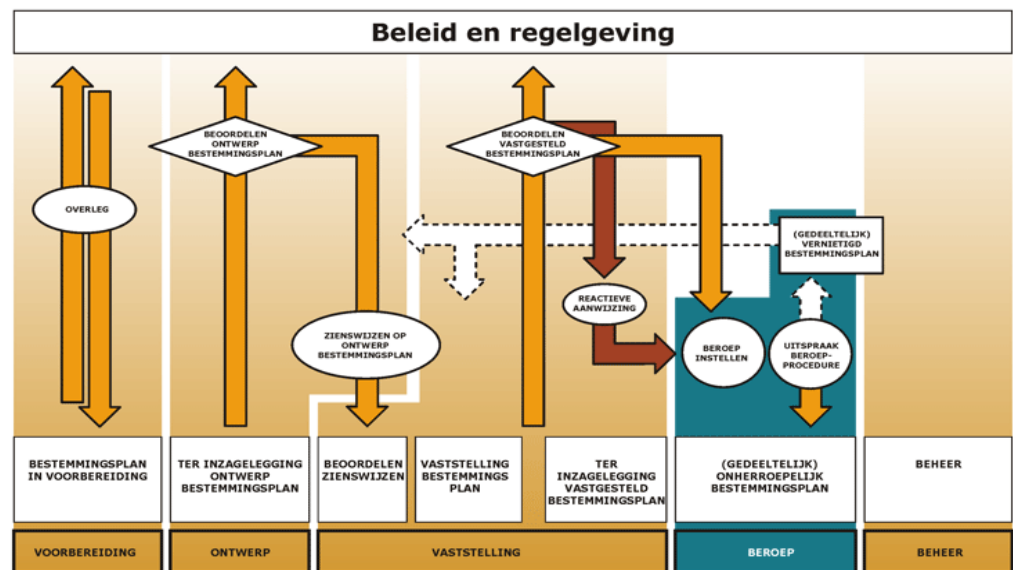 Beleid en regelgeving
BEOORDELEN
ONTWERP
BESTEMMINGSPLAN
BEOORDELEN
VASTGESTELD
BESTEMMINGSPLAN
OVERLEG
(GEDEELTELIJK)
VERNIETIGD
BESTEMMINGSPLAN
REACTIEVE
AANWIJZING
ZIENSWIJZEN OP
ONTWERP
BESTEMMINGSPLAN
BEROEP
INSTELLEN
UITSPRAAK
BEROEP-
PROCEDURE
BESTEMMINGSPLAN
IN VOORBEREIDING
TER INZAGELEGGING
ONTWERP
BESTEMMINGSPLAN
BEOORDELEN
ZIENSWIJZEN
VASTSTELLING
BESTEMMINGS
PLAN
TER
INZAGELEGGING
VASTGESTELD
BESTEMMINGSPLAN
(GEDEELTELIJK)
ONHERROEPELIJK
BESTEMMINGSPLAN
BEHEER
VOORBEREIDING
ONTWERP
VASTSTELLING
BEROEP
BEHEER